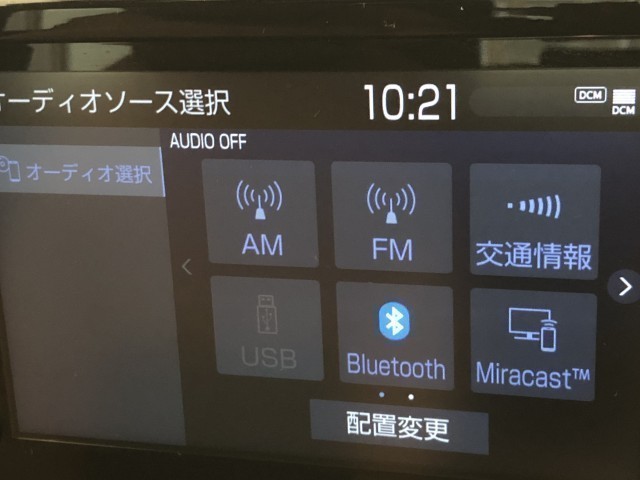 オーディオソース選択
10:21
DCM
DCM
AUDIO OFF
オーディオ選択
AM
FM
交通情報
USB
Bluetooth
Miracast™
配置変更